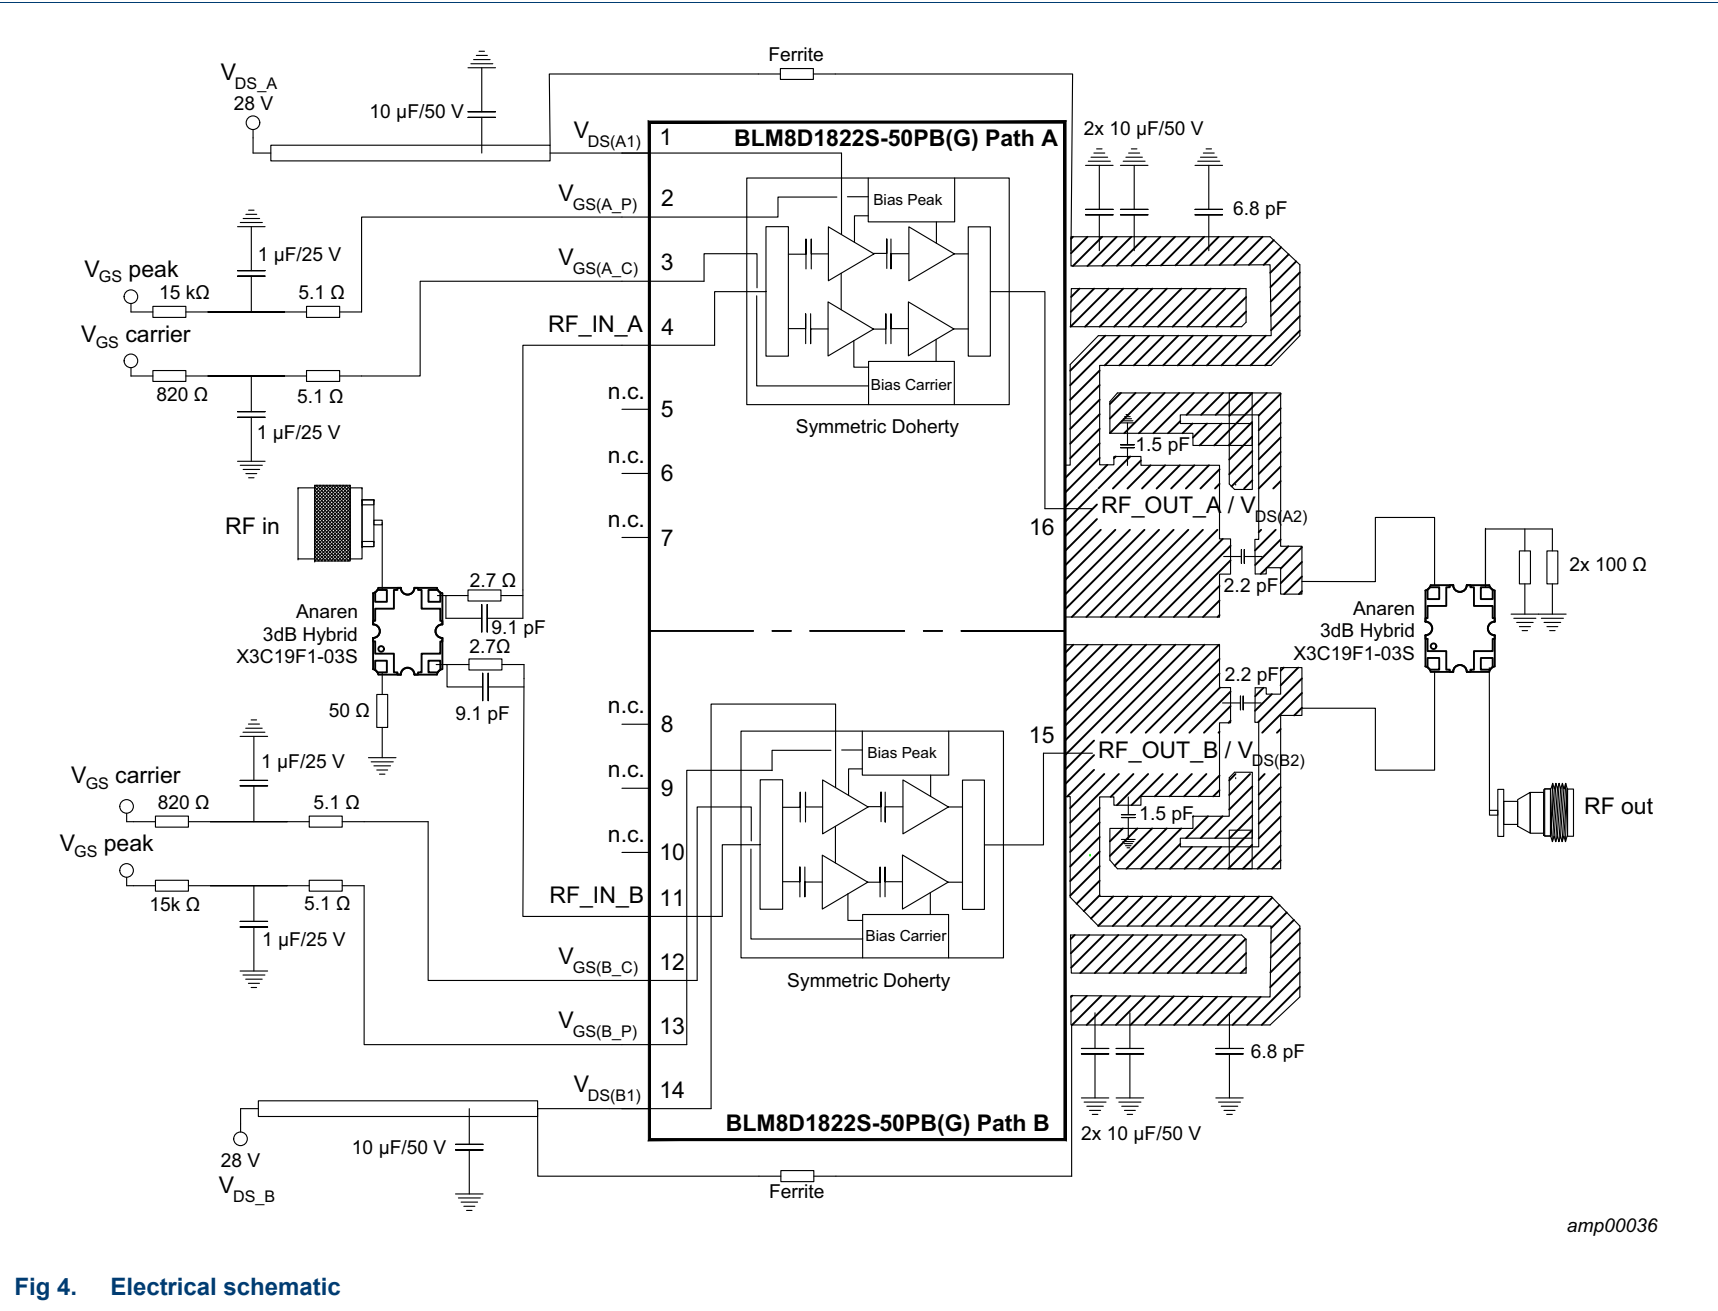 Ferrite
VDS_A
28 V
10 µF/50 V
VDS(A1)
1
BLM8D1822S-50PB(G) Path A
2x 10 µF/50 V
6.8 pF
VGS(A_P)
2
Bias Peak
1 µF/25 V
VGS peak
15 kΩ
5.1 Ω
VGS(A_C)
3
VGS carrier
820 Ω
5.1 Ω
1 µF/25 V
RF_IN_A
4
Bias Carrier
Symmetric Doherty
n.c.
5
n.c.
6
n.c.
7
1.5 pF
RF_OUT_A / VDS(A2)
16
2.2 pF
2x 100 Ω
RF in
2.7 Ω
9.1 pF
2.7Ω
9.1 pF
Anaren
3dB Hybrid
X3C19F1-03S
50 Ω
Anaren
3dB Hybrid
X3C19F1-03S
2.2 pF
n.c.
8
15
RF_OUT_B / VDS(B2)
1.5 pF
RF out
n.c.
9
n.c.
10
Bias Peak
1 µF/25 V
VGS carrier
820 Ω
5.1 Ω
VGS peak
15k Ω
5.1 Ω
1 µF/25 V
RF_IN_B
11
Bias Carrier
Symmetric Doherty
VGS(B_C)
12
VGS(B_P)
13
6.8 pF
2x 10 µF/50 V
VDS(B1)
14
BLM8D1822S-50PB(G) Path B
10 µF/50 V
28 V
VDS_B
Ferrite
amp00036
Fig 4. Electrical schematic